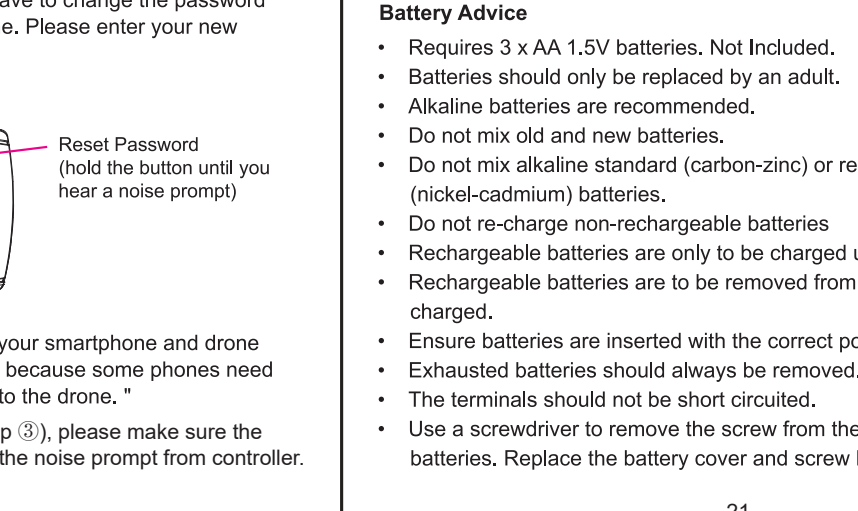 to change the password
Please enter your new
Reset Password
(hold the button until you
hear a noise prompt)
your smartphone and drone
because some phones need
to the drone. "
③), please make sure the
the noise prompt from controller.
Battery Advice
• Requires 3 x AA 1.5V batteries. Not Included.
• Batteries should only be replaced by an adult.
• Alkaline batteries are recommended.
• Do not mix old and new batteries.
• Do not mix alkaline standard (carbon-zinc) or
(nickel-cadmium) batteries.
• Do not re-charge non-rechargeable batteries
• Rechargeable batteries are only to be charged
• Rechargeable batteries are to be removed from
charged.
• Ensure batteries are inserted with the correct
• Exhausted batteries should always be removed.
• The terminals should not be short circuited.
• Use a screwdriver to remove the screw from the
batteries. Replace the battery cover and screw